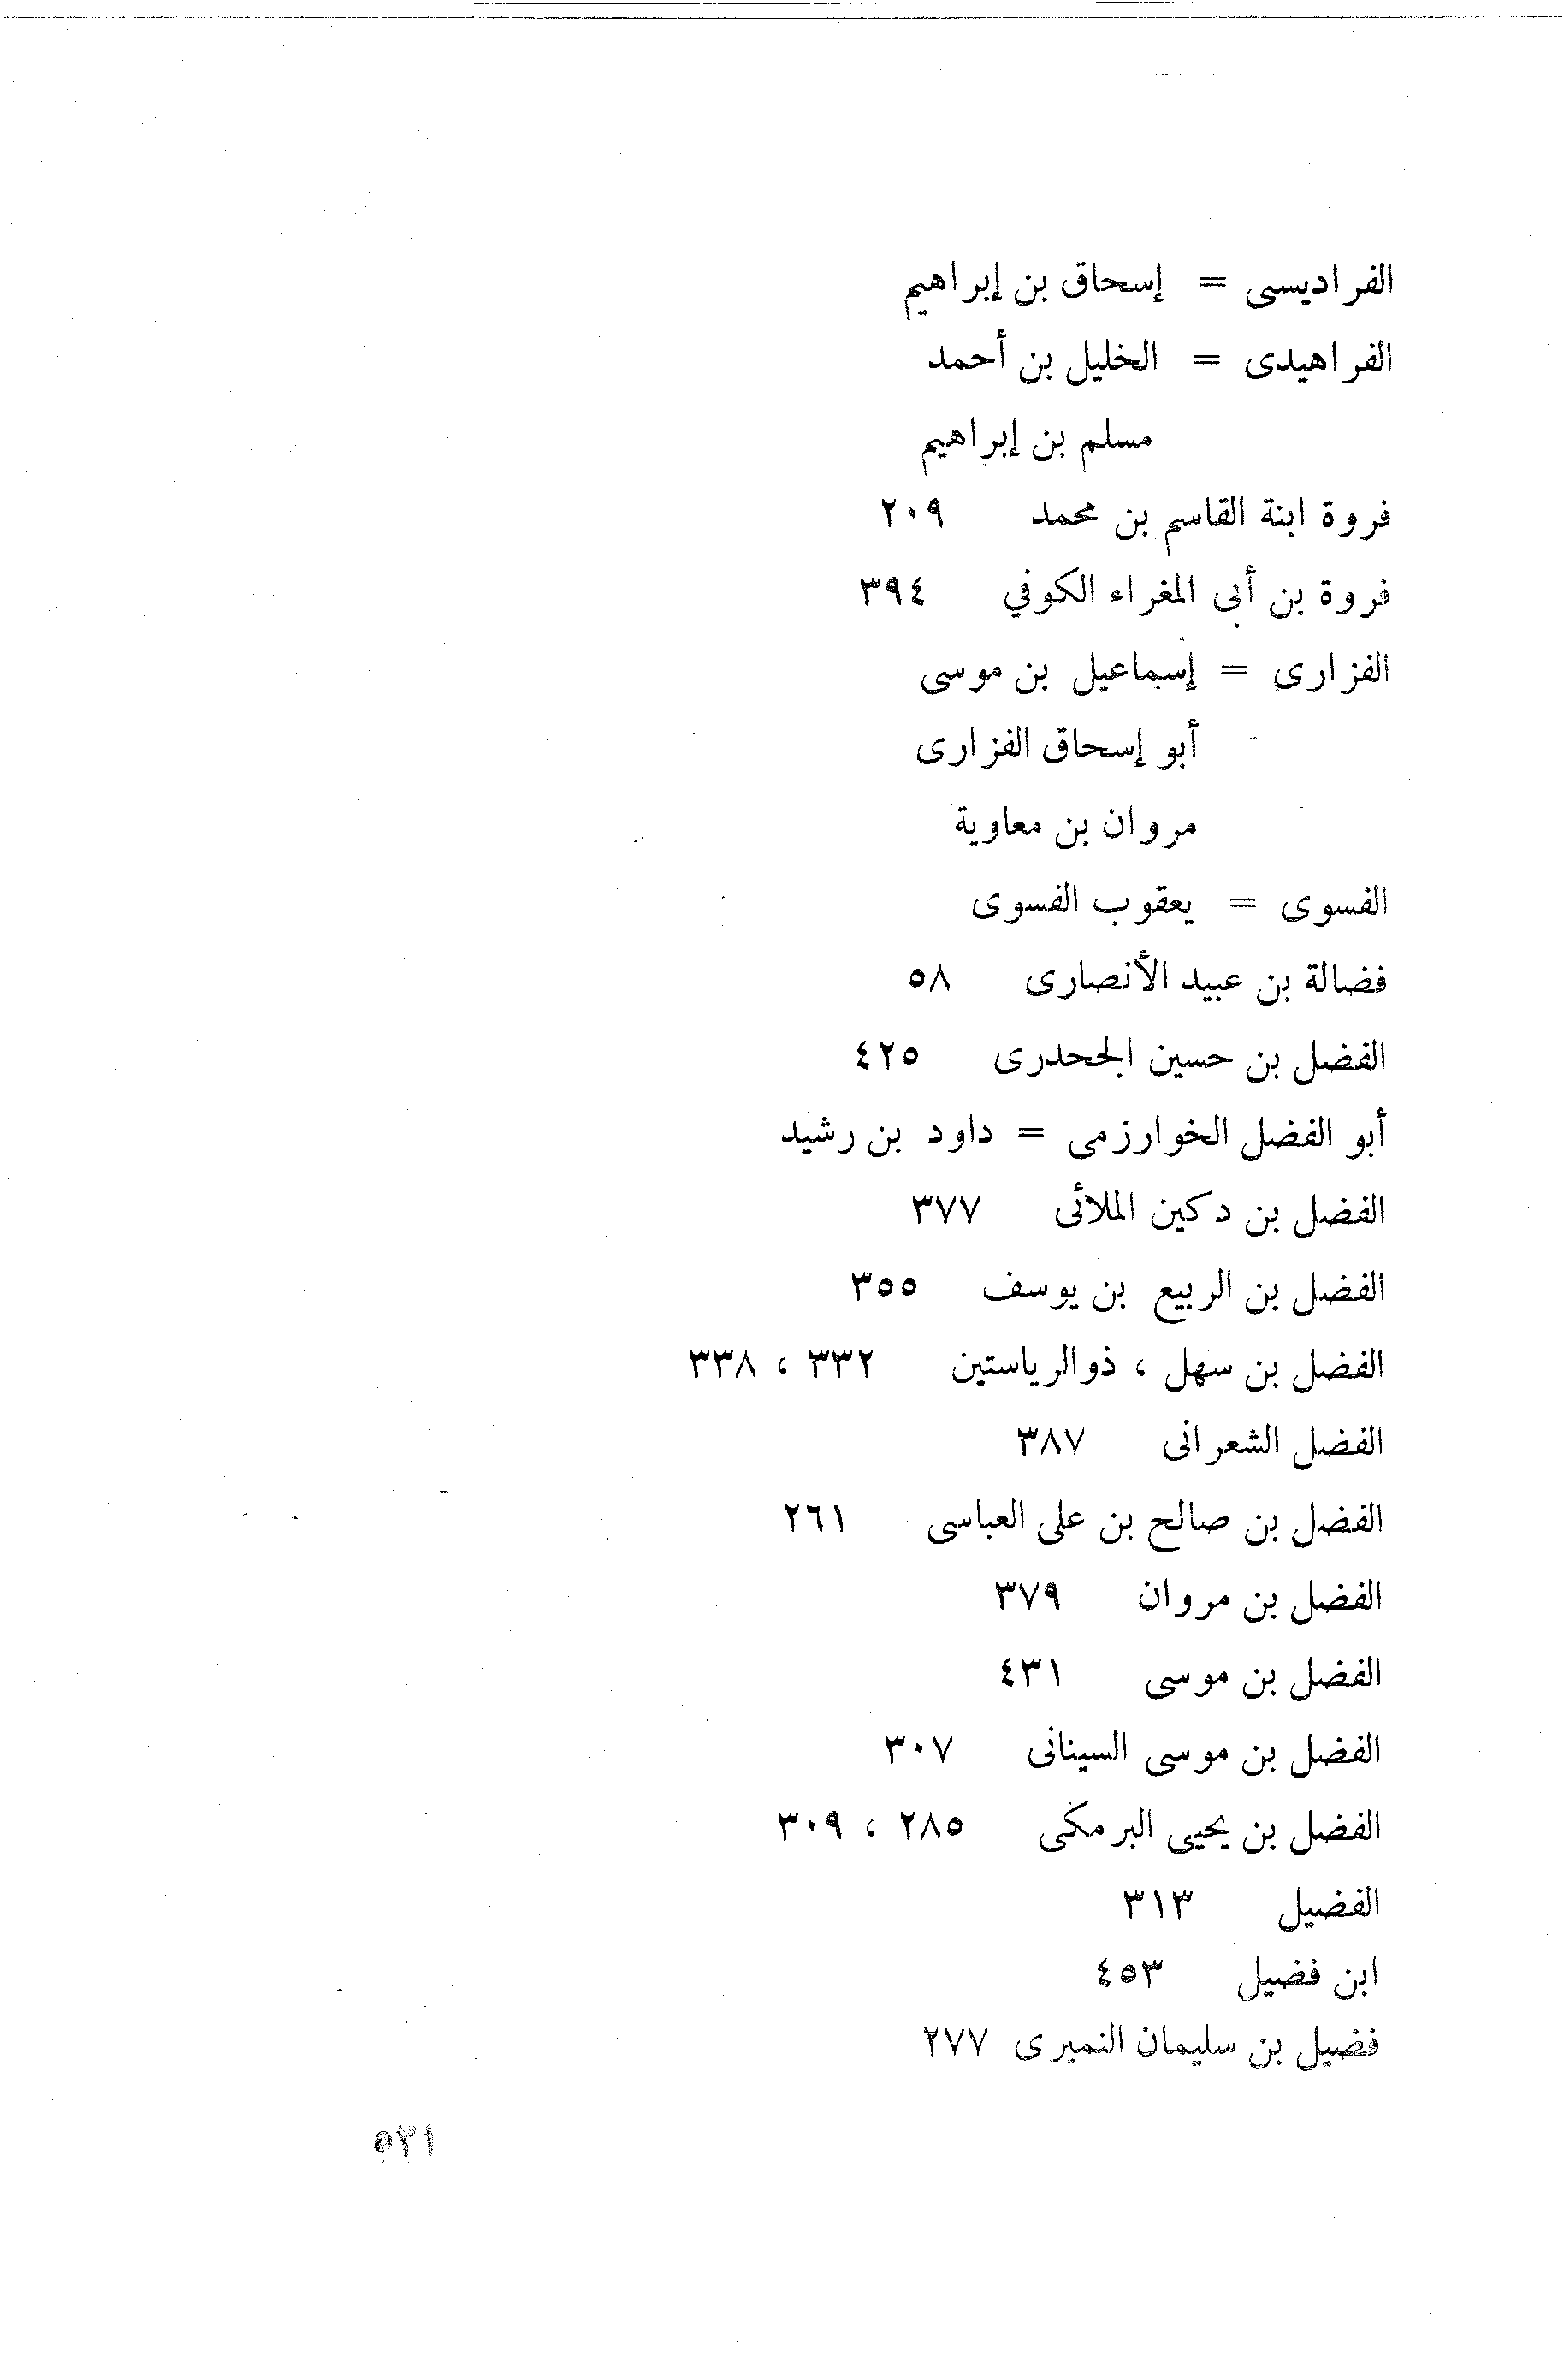 الفراديسى = إسحاق بن إبراهيم
الفراهيدى = الخليل بن أحمد
مسلم بن إبراهيم
فروة ابنة القاسم بن محمد ٢٠٩
فروة بن أبى المغراء الكوفي ٣٩٤
الفزارى = إسماعيل بن موسى
أبو إسحاق الفزارى
مروان بن معاوية
الفسوى = يعقوب الفسوى
فضالة بن عبيد الأنصارى ٥٨
الفضل بن حسين الجحدرى ٤٢٥
أبو الفضل الخوارزمى = داود بن رشيد
الفضل بن دكين الملائى ٣٧٧
الفضل بن الربيع بن يوسف ٣٥٥
الفضل بن سهل ، ذوالرياستين ٣٣٢ ، ٣٣٨
الفضل الشعرانى ٣٨٧
الفضل بن صالح بن على العباسى ٢٦١
الفضل بن مروان ٣٧٩
الفضل بن موسى ٤٣١
الفضل بن موسى السينانى ٣٠٧
الفضل بن يحيى البرمكى ٢٨٥ ، ٣٠٩
الفضيل ٣١٣
ابن فضيل ٤٥٣
فضيل بن سليمان النميرى ٢٧٧
٥٣١